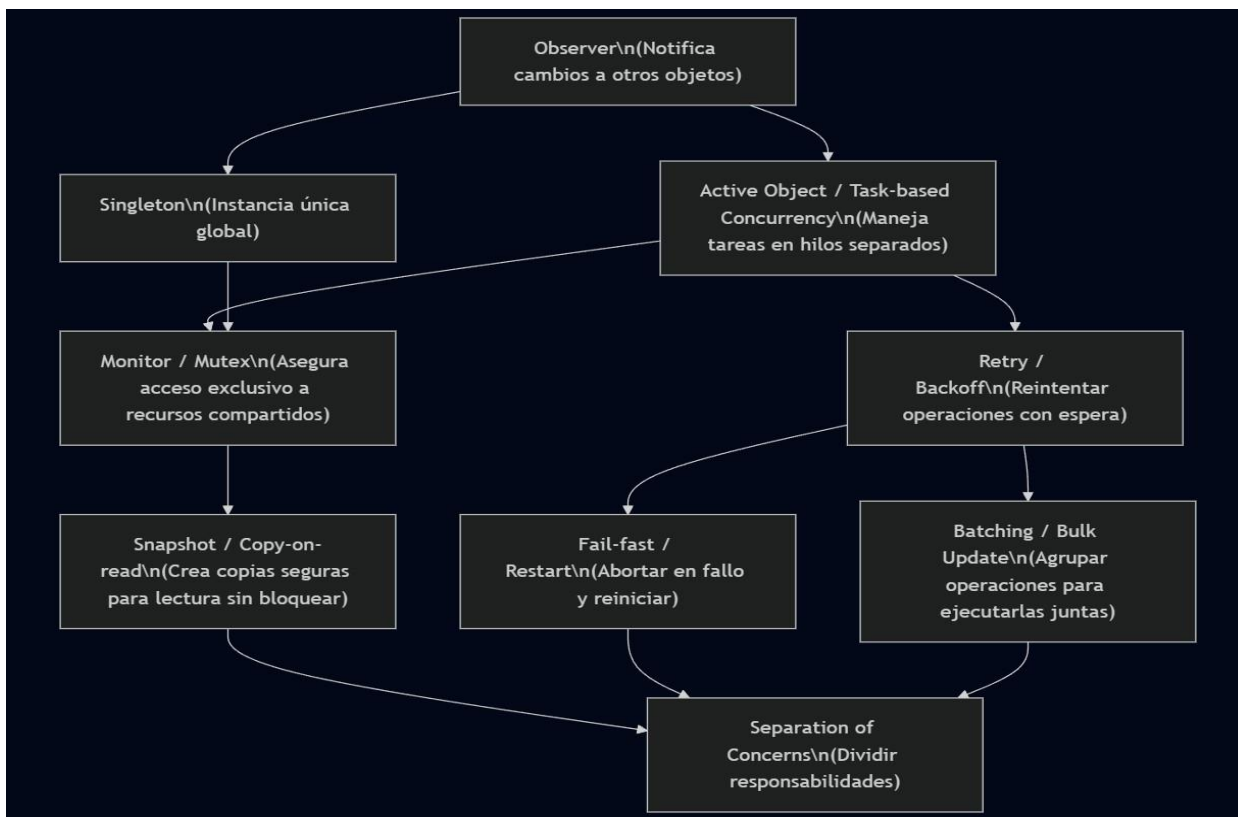 Observer\n(Notifica
cambios a otros objetos)
Singleton\n(Instancia única
global)
Active Object / Task-based
Concurrency\n(Maneja
tareas en hilos separados)
Monitor / Mutex\n(Asegura
acceso exclusivo a
recursos compartidos)
Retry /
Backoff\n(Reintentar
operaciones con espera)
Snapshot / Copy-on-
read\n(Crea copias seguras
para lectura sin bloquear)
Fail-fast /
Restart\n(Abortar en fallo
y reiniciar)
Batching / Bulk
Update\n(Agrupar
operaciones para
ejecutarlas juntas)
Separation of
Concerns\n(Dividir
responsabilidades)